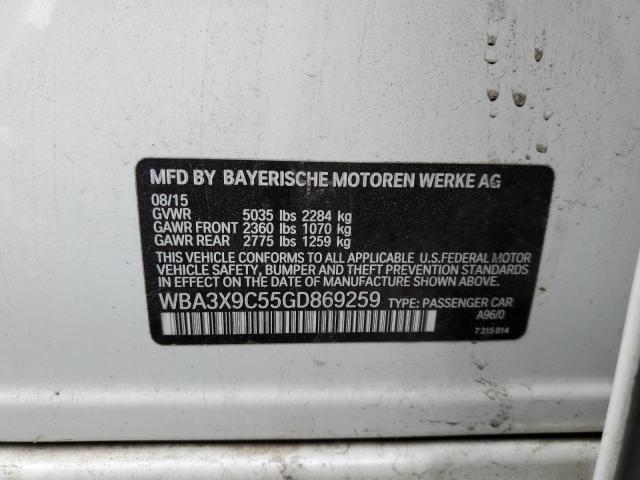 MFD BY BAYERISCHE MOTOREN WERKE AG
08/15
GVWR 5035 lbs 2284 kg
GAWR FRONT 2360 lbs 1070 kg
GAWR REAR 2775 lbs 1259 kg
THIS VEHICLE CONFORMS TO ALL APPLICABLE U.S.FEDERAL MOTOR
VEHICLE SAFETY, BUMPER AND THEFT PREVENTION STANDARDS
IN EFFECT ON THE DATE OF MANUFACTURE SHOWN ABOVE.
WBA3X9C55GD869259 TYPE: PASSENGER CAR
A96/0
7315914